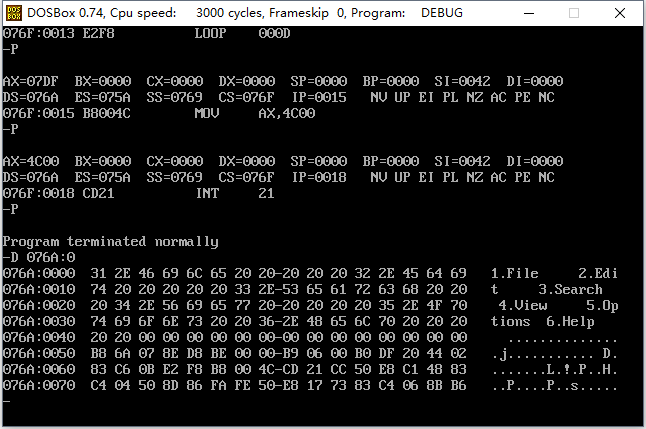 DOSBox 0.74, Cpu speed: 3000 cycles, Frameskip 0, Program: DEBUG
076F:0013 E2F8 LOOP 000D
-P
AX=07DF BX=0000 CX=0000 DX=0000 SP=0000 BP=0000 SI=0042 DI=0000
DS=076A ES=075A SS=0769 CS=076F IP=0015 NV UP EI PL NZ AC PE NC
076F:0015 B8004C MOV AX,4C00
-P
AX=4C00 BX=0000 CX=0000 DX=0000 SP=0000 BP=0000 SI=0042 DI=0000
DS=076A ES=075A SS=0769 CS=076F IP=0018 NV UP EI PL NZ AC PE NC
076F:0018 CD21 INT 21
-P
Program terminated normally
-D 076A:0
076A:0000 31 2E 46 69 6C 65 20 20-20 20 20 32 2E 45 64 69 1.File 2.Edi
076A:0010 74 20 20 20 20 20 33 2E-53 65 61 72 63 68 20 20 t 3.Search
076A:0020 20 34 2E 56 69 65 77 20-20 20 20 20 35 2E 4F 70 4.View 5.Op
076A:0030 74 69 6F 6E 73 20 20 36-2E 48 65 6C 70 20 20 20 tions 6.Help
076A:0040 20 20 00 00 00 00 00 00-00 00 00 00 00 00 00 00 ..............
076A:0050 B8 6A 07 8E D8 BE 00 00-B9 06 00 B0 DF 20 44 02 .j........... D.
076A:0060 83 C6 0B E2 F8 B8 00 4C-CD 21 CC 50 E8 C1 48 83 .......L.!.P..H.
076A:0070 C4 04 50 8D 86 FA FE 50-E8 17 73 83 C4 06 8B B6 ..P....P..s.....
-